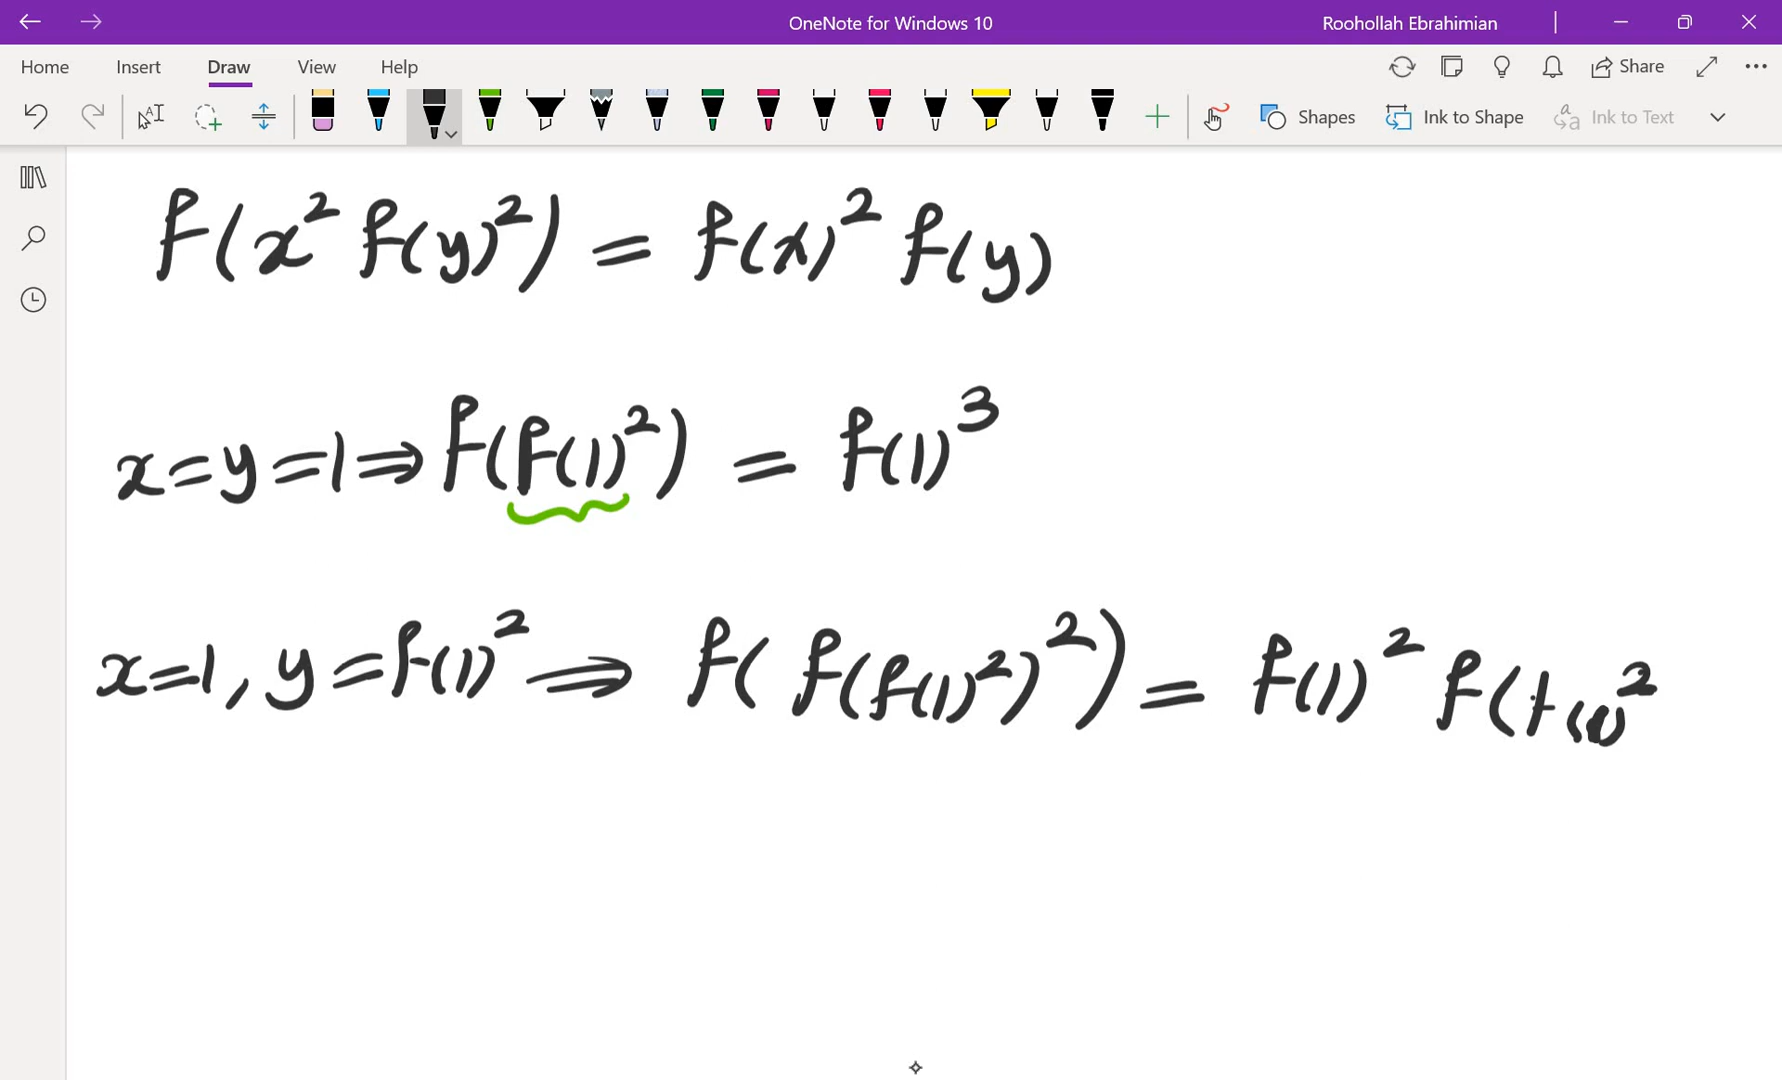 OneNote for Windows 10
Roohollah Ebrahimian
Home Insert Draw View Help
Share
Shapes Ink to Shape Ink to Text
f(x² f(y)²) = f(x)² f(y)
x=y=1⇒f(f(1)²) = f(1)³
x=1, y=f(1)² ⇒ f( f(f(1)²)²) = f(1)² f(f(1)²